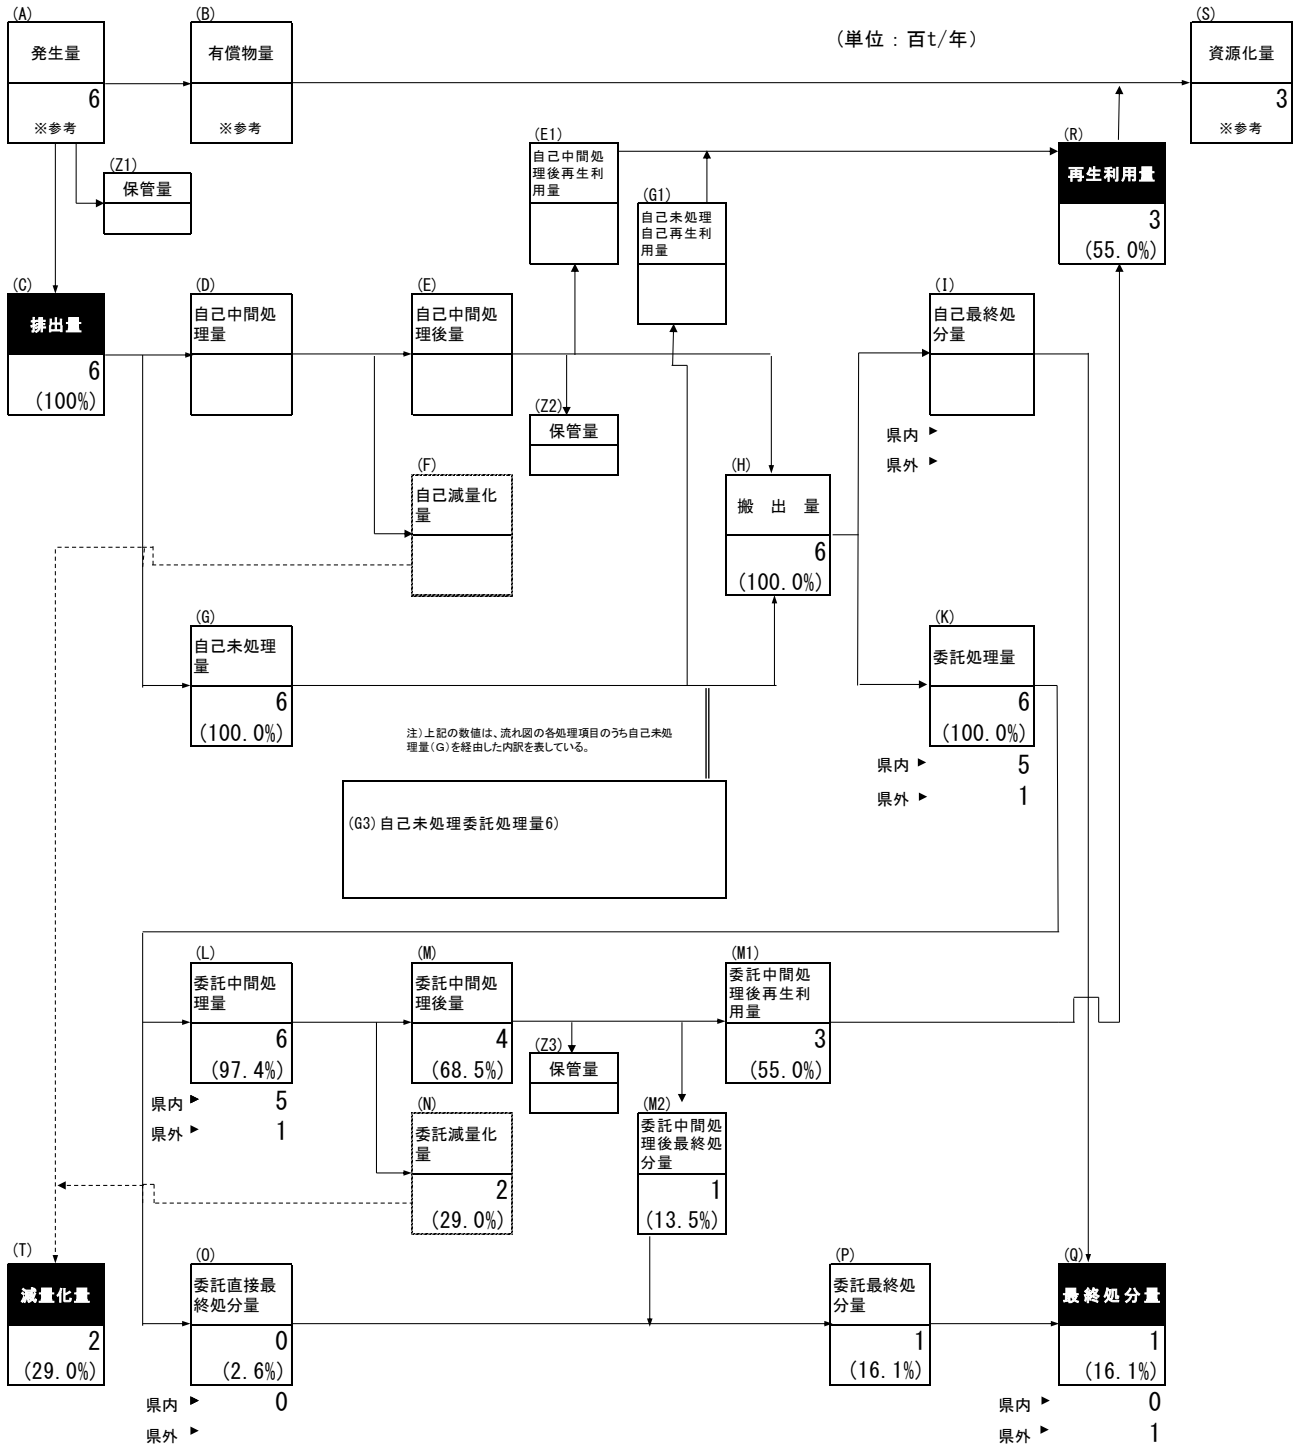 (A)
発生量
6
※参考
(B)
有償物量
※参考
(単位：百t/年)
(S)
資源化量
3
※参考
(Z1)
保管量
(E1)
自己中間処
理後再生利
用量
(G1)
自己未処理
自己再生利
用量
(R)
再生利用量
3
(55.0%)
(C)
排出量
6
(100%)
(D)
自己中間処
理量
(E)
自己中間処
理後量
(Z2)
保管量
(F)
自己減量化
量
(H)
搬　出　量
6
(100.0%)
(I)
自己最終処
分量
県内 ▶
県外 ▶
(G)
自己未処理
量
6
(100.0%)
(K)
委託処理量
6
(100.0%)
県内 ▶ 5
県外 ▶ 1
注)上記の数値は、流れ図の各処理項目のうち自己未処
理量(G)を経由した内訳を表している。
(G3)自己未処理委託処理量6)
(L)
委託中間処
理量
6
(97.4%)
県内 ▶ 5
県外 ▶ 1
(M)
委託中間処
理後量
4
(68.5%)
(Z3)
保管量
(M1)
委託中間処
理後再生利
用量
3
(55.0%)
(N)
委託減量化
量
2
(29.0%)
(M2)
委託中間処
理後最終処
分量
1
(13.5%)
(T)
減量化量
2
(29.0%)
(O)
委託直接最
終処分量
0
(2.6%)
県内 ▶ 0
県外 ▶
(P)
委託最終処
分量
1
(16.1%)
(Q)
最終処分量
1
(16.1%)
県内 ▶ 0
県外 ▶ 1